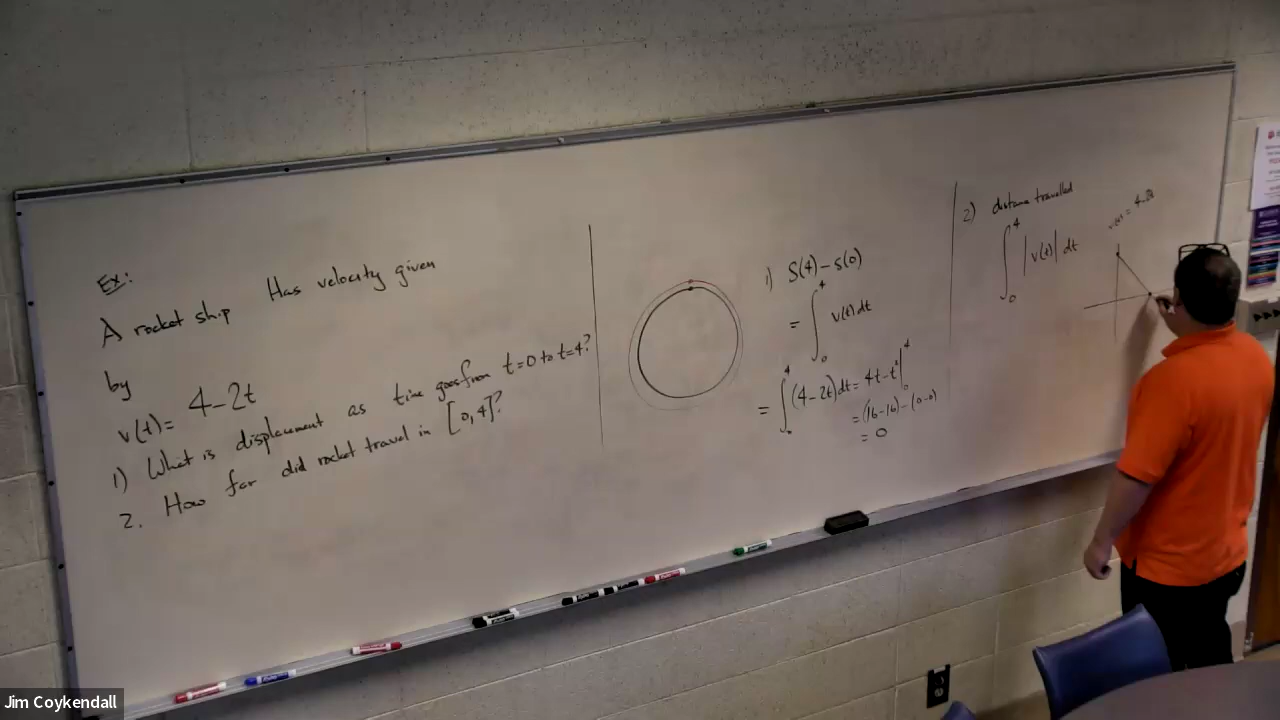 Ex:
A rocket ship Has velocity given
by
v(t) = 4-2t
1) What is displacement as time goes from t=0 to t=4?
2. How far did rocket travel in [0,4]?
1) S(4)-s(0)
= ∫₀⁴ v(t)dt
= ∫₀⁴ (4-2t)dt = 4t-t²|₀⁴
= (16-16)-(0-0)
= 0
2) distance travelled
∫₀⁴ |v(t)| dt
v(t) = 4-2t
Jim Coykendall